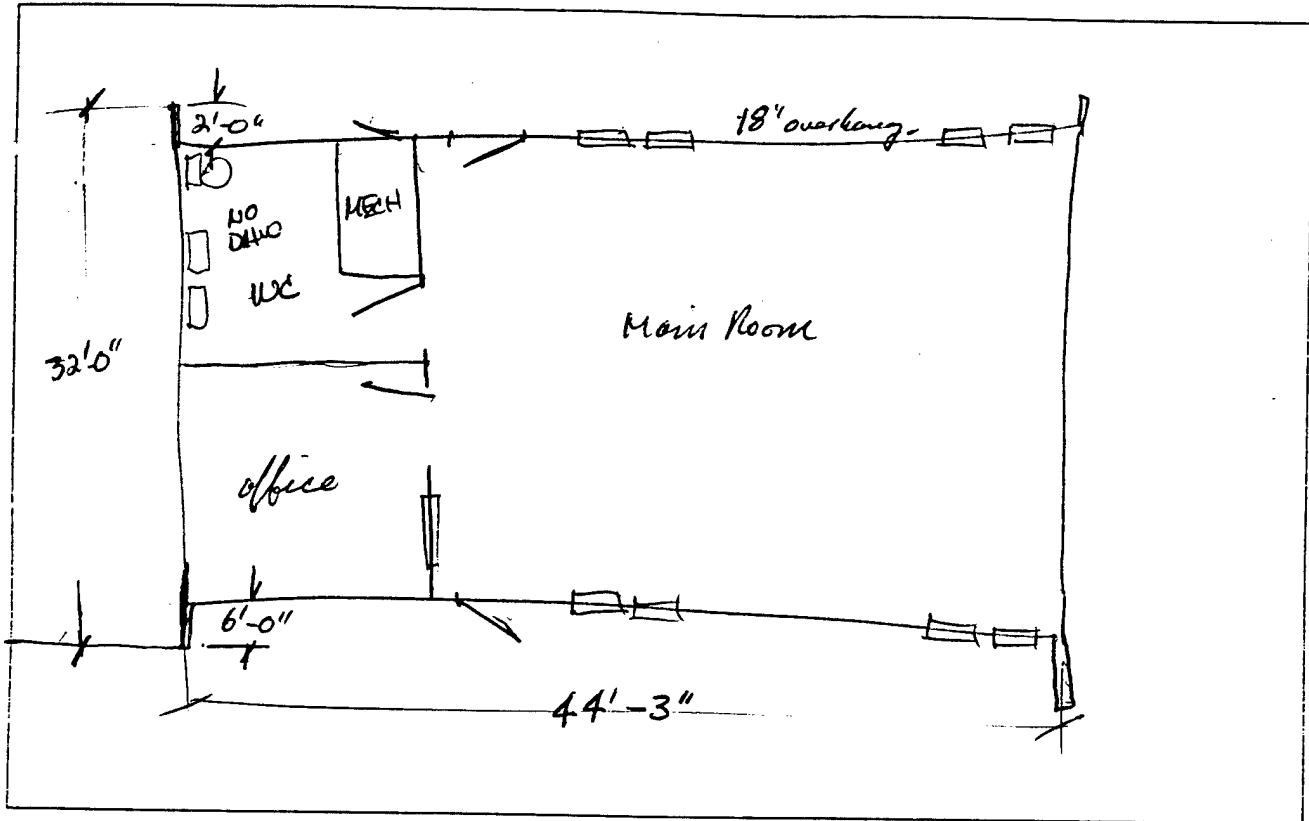 2'-0"
18" overhang.
MECH
NO
WC
32'0"
Main Room
office
6'-0"
44'-3"